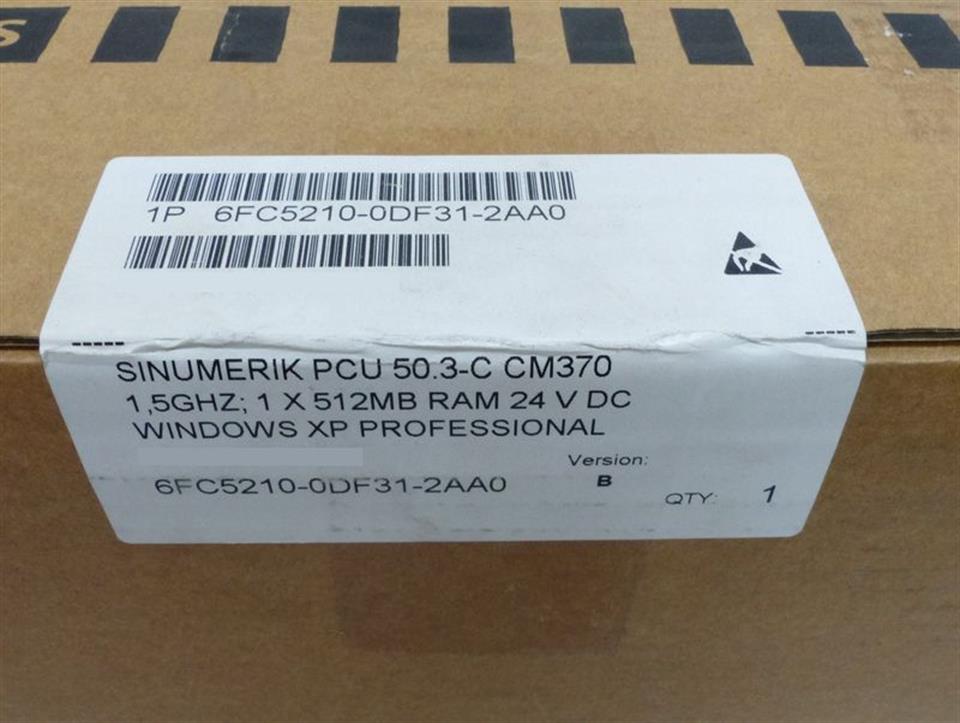 S
1P 6FC5210-0DF31-2AA0
SINUMERIK PCU 50.3-C CM370
1,5GHZ; 1 X 512MB RAM 24 V DC
WINDOWS XP PROFESSIONAL
Version:
6FC5210-0DF31-2AA0 B
QTY: 1